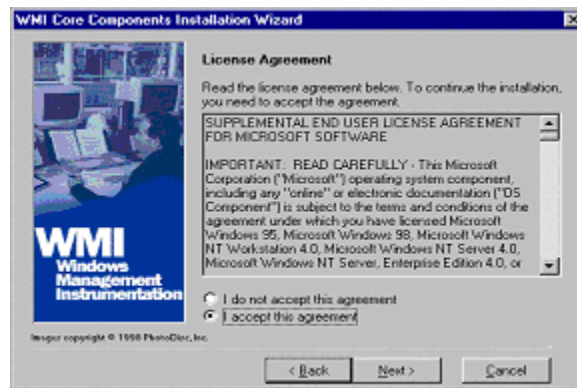 WMI Core Components Installation Wizard
License Agreement
Read the license agreement below. To continue the installation,
you need to accept the agreement.
SUPPLEMENTAL END USER LICENSE AGREEMENT
FOR MICROSOFT SOFTWARE
IMPORTANT: READ CAREFULLY - This Microsoft
Corporation ("Microsoft") operating system component,
including any "online" or electronic documentation ("OS
Component") is subject to the terms and conditions of the
agreement under which you have licensed Microsoft
Windows 95, Microsoft Windows 98, Microsoft Windows
NT Workstation 4.0, Microsoft Windows NT Server 4.0,
Microsoft Windows NT Server, Enterprise Edition 4.0, or
WMI
Windows
Management
Instrumentation
I do not accept this agreement
I accept this agreement
Images copyright © 1998 PhotoDisc, Inc.
< Back
Next >
Cancel